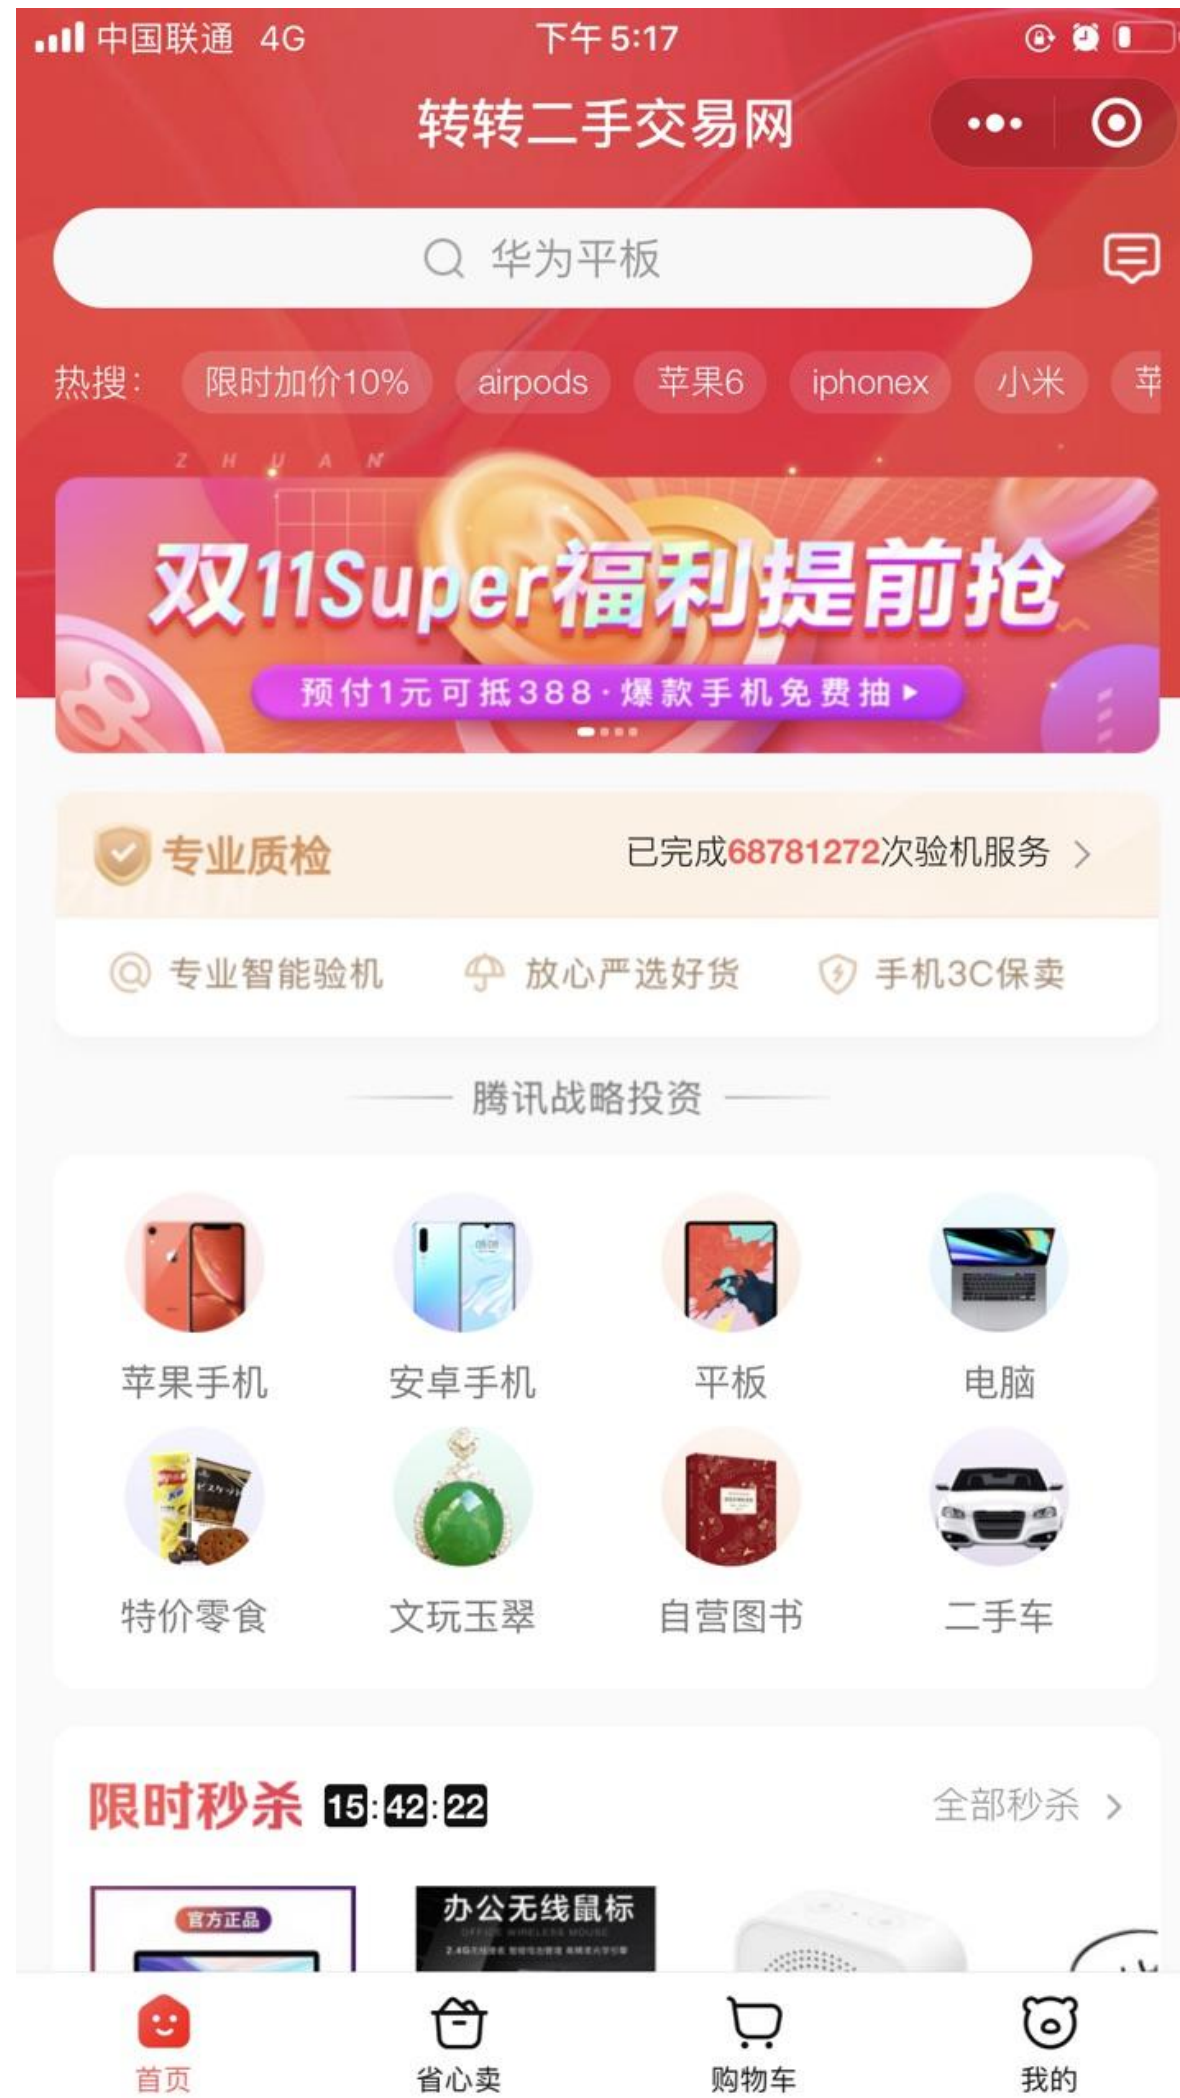 中国联通 4G 下午5:17
转转二手交易网
华为平板
热搜: 限时加价10% airpods 苹果6 iphonex 小米 苹
ZHUAN
双11Super福利提前抢
预付1元可抵388·爆款手机免费抽
专业质检 已完成68781272次验机服务
专业智能验机 放心严选好货 手机3C保卖
腾讯战略投资
苹果手机 安卓手机 平板 电脑
特价零食 文玩玉翠 自营图书 二手车
限时秒杀 15:42:22 全部秒杀
官方正品 办公无线鼠标
OFFICE WIRELESS MOUSE
首页 省心卖 购物车 我的